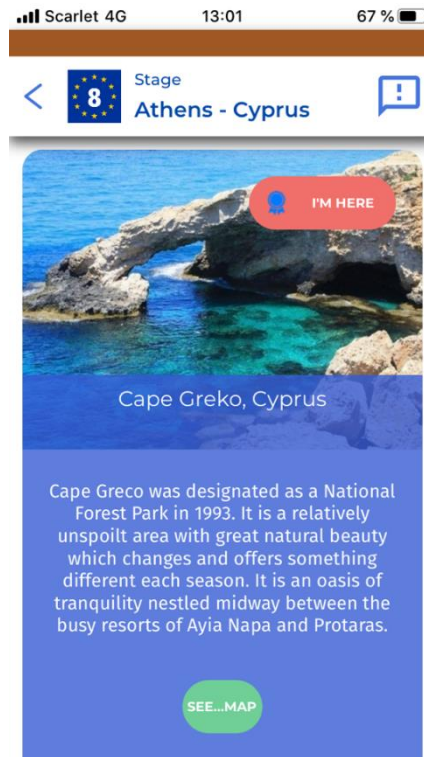 Scarlet 4G 13:01 67 %
Stage
8
Athens - Cyprus
I'M HERE
Cape Greko, Cyprus
Cape Greco was designated as a National
Forest Park in 1993. It is a relatively
unspoilt area with great natural beauty
which changes and offers something
different each season. It is an oasis of
tranquility nestled midway between the
busy resorts of Ayia Napa and Protaras.
SEE...MAP